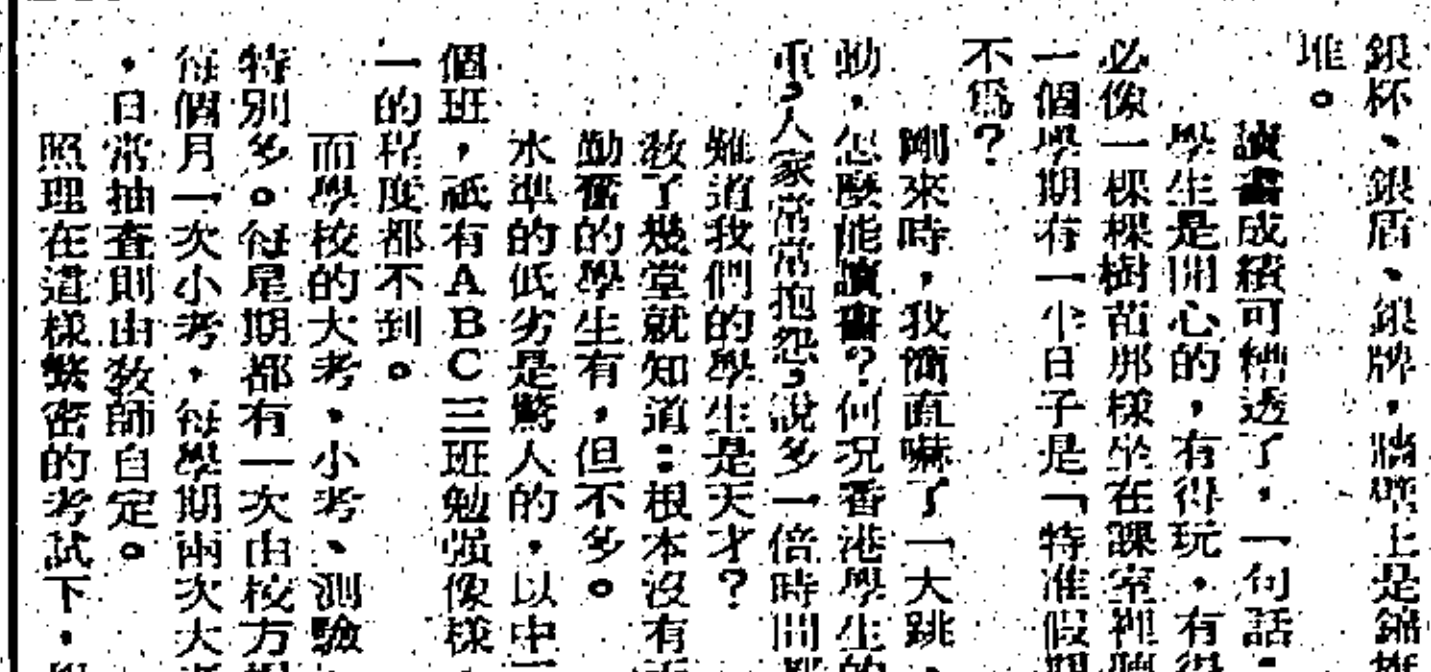 銀杯、銀盾、銀牌,牆壁上是錦旗
堆。
讀書成績可糟透了,一句話:
學生是開心的,有得玩,有得
必像一棵棵樹苗那樣坐在課室裡聽
一個學期有一半日子是「特准假期
不爲?
剛來時,我簡直嚇了一大跳,
動,怎麼能讀書?何況香港學生的
重,人家常常抱怨,說多一倍時間都
難道我們的學生是天才?
敎了幾堂就知道:根本沒有
勤奮的學生有,但不多。
水準的低劣是驚人的,以中
個班,祇有ABC三班勉强像樣
一的程度都不到。
而學校的大考,小考、測驗
特別多。每星期都有一次由校方
每個月一次小考,每學期兩次大
,日常抽查則由敎師自定。
照理在這樣繁密的考試下,